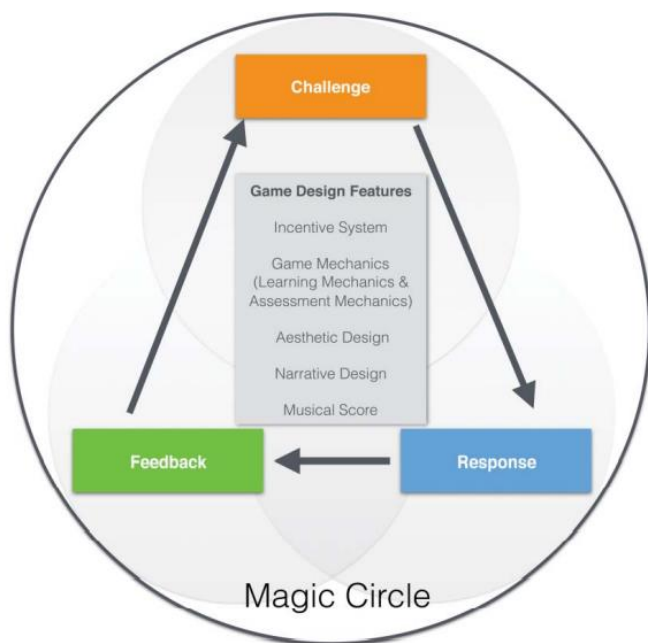 Challenge
Game Design Features
Incentive System
Game Mechanics
(Learning Mechanics &
Assessment Mechanics)
Aesthetic Design
Narrative Design
Musical Score
Feedback
Response
Magic Circle